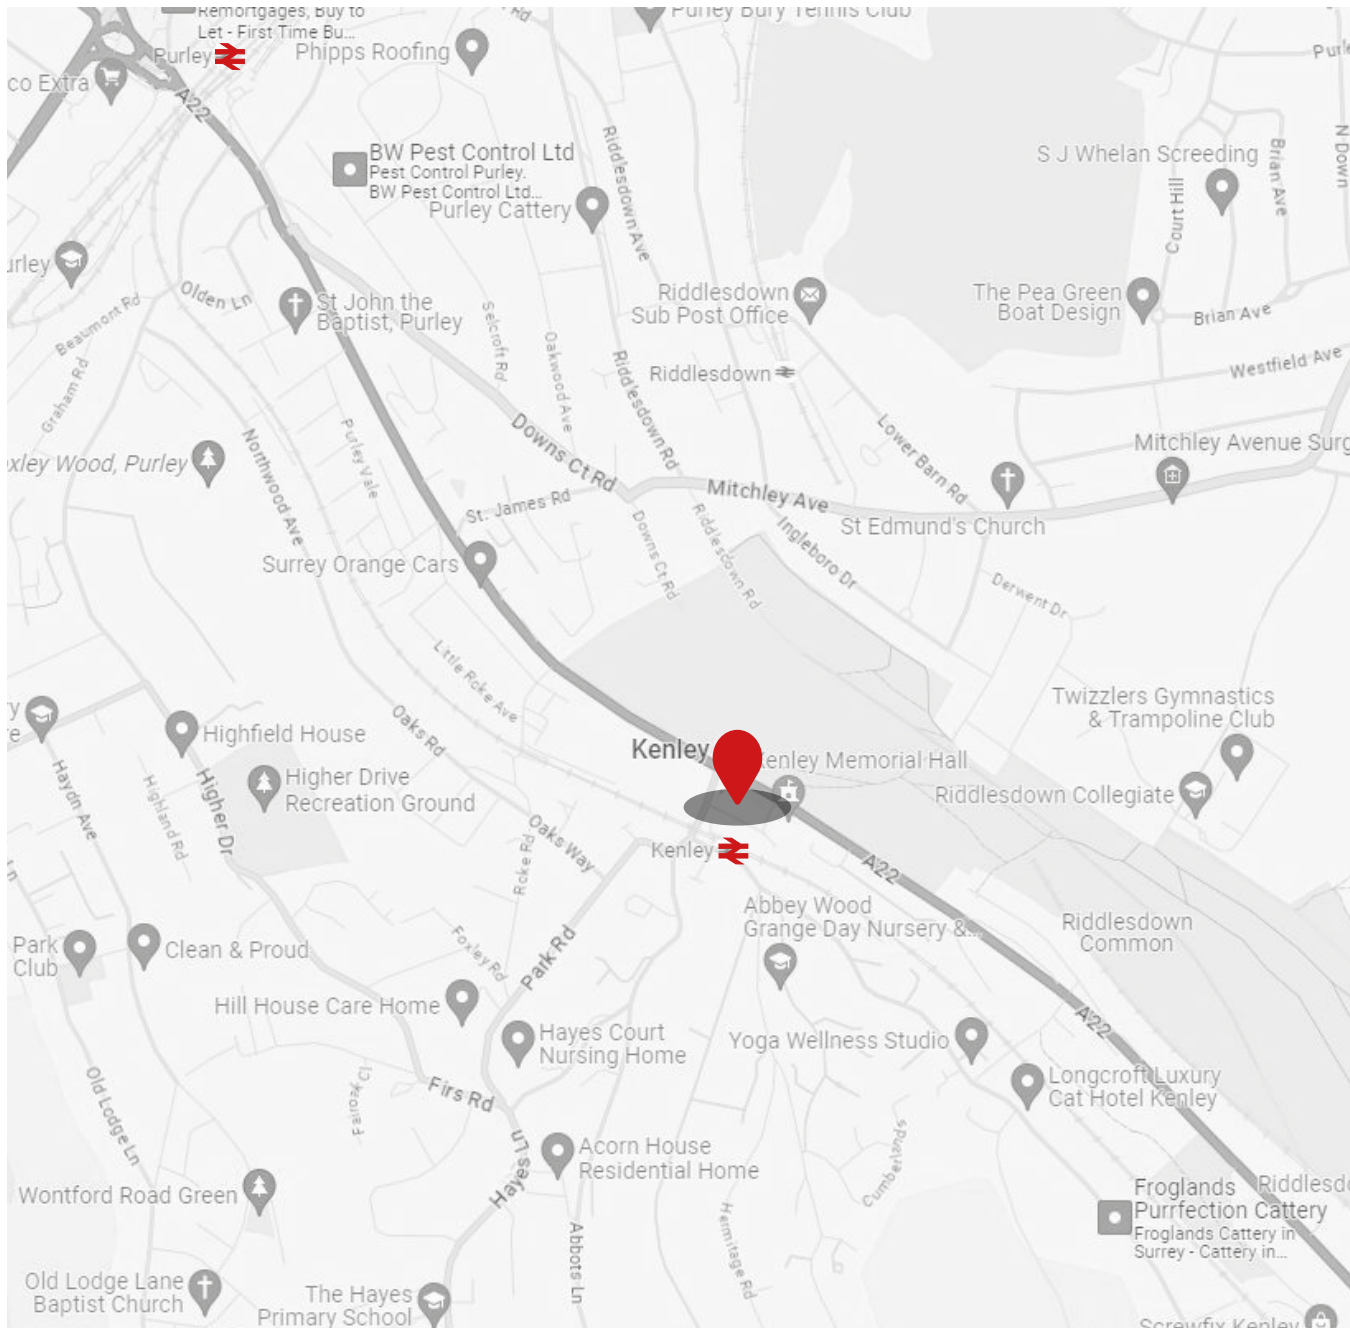 Remortgages, Buy to
Let - First Time Bu...
Purley Bury Tennis Club
Purley
Phipps Roofing
co Extra
A22
BW Pest Control Ltd
Pest Control Purley.
BW Pest Control Ltd...
Purley Cattery
Riddlesdown Ave
S J Whelan Screeding
Court Hill
Brian Ave
N Down
urley
Olden Ln
Beaumont Rd
St John the
Baptist, Purley
Selcroft Rd
Oakwood Ave
Riddlesdown
Sub Post Office
The Pea Green
Boat Design
Brian Ave
Westfield Ave
Riddlesdown
Graham Rd
Riddlesdown Rd
Purley Vale
Northwood Ave
Downs Ct Rd
Lower Barn Rd
Mitchley Avenue Surg
xley Wood, Purley
St. James Rd
Mitchley Ave
St Edmund's Church
Surrey Orange Cars
Downs Ct Rd
Riddlesdown Rd
Ingleboro Dr
Derwent Dr
Little Roke Ave
Oaks Rd
Twizzlers Gymnastics
& Trampoline Club
Highfield House
Kenley
Kenley Memorial Hall
Haydn Ave
Highland Rd
Higher Dr
Higher Drive
Recreation Ground
Riddlesdown Collegiate
Oaks Way
Roke Rd
Kenley
A22
Abbey Wood
Grange Day Nursery &...
Riddlesdown
Common
Park
Club
Clean & Proud
Foxley Rd
Park Rd
Hill House Care Home
Hayes Court
Nursing Home
Yoga Wellness Studio
A22
Old Lodge Ln
Firs Rd
Longcroft Luxury
Cat Hotel Kenley
Hayes Ln
Acorn House
Residential Home
Cumberlands
Wontford Road Green
Abbots Ln
Hermitage Rd
Froglands
Purrfection Cattery
Froglands Cattery in
Surrey - Cattery in...
Riddlesdo
Old Lodge Lane
Baptist Church
The Hayes
Primary School
Screwfix Kenley